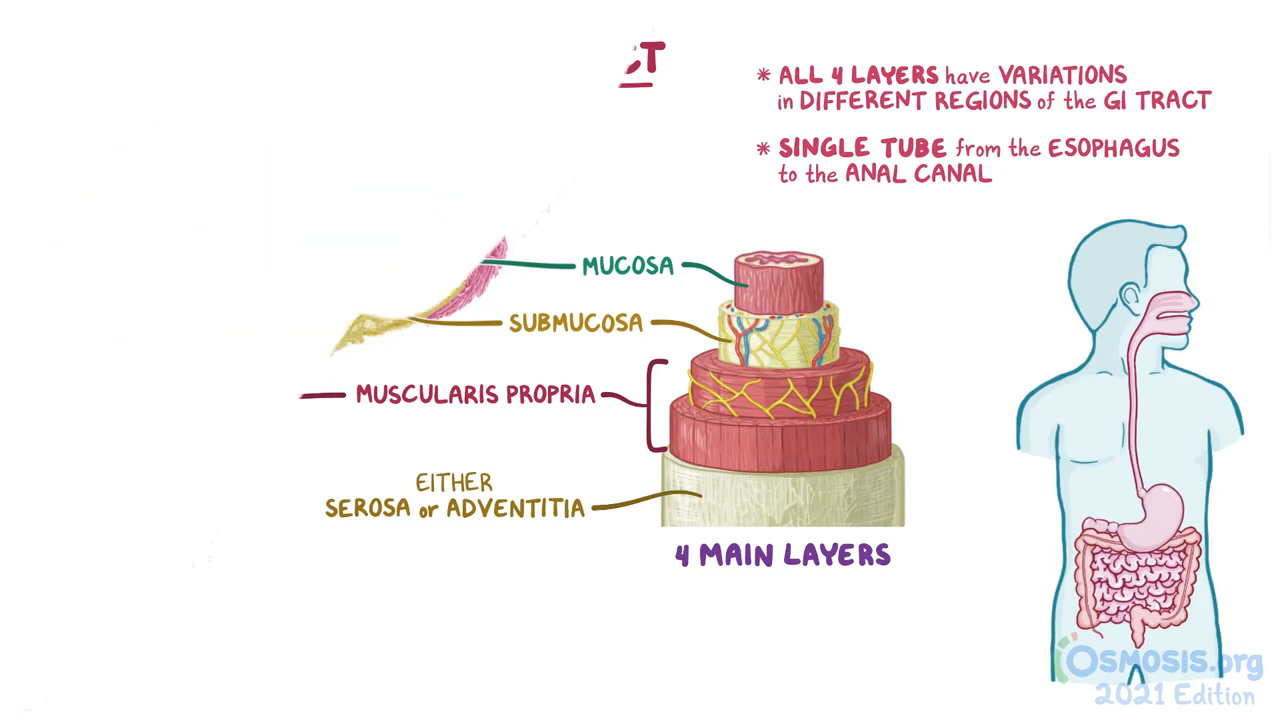 * ALL 4 LAYERS have VARIATIONS
in DIFFERENT REGIONS of the GI TRACT
* SINGLE TUBE from the ESOPHAGUS
to the ANAL CANAL
MUCOSA
SUBMUCOSA
MUSCULARIS PROPRIA
EITHER
SEROSA or ADVENTITIA
4 MAIN LAYERS
OSMOSIS.org
2021 Edition